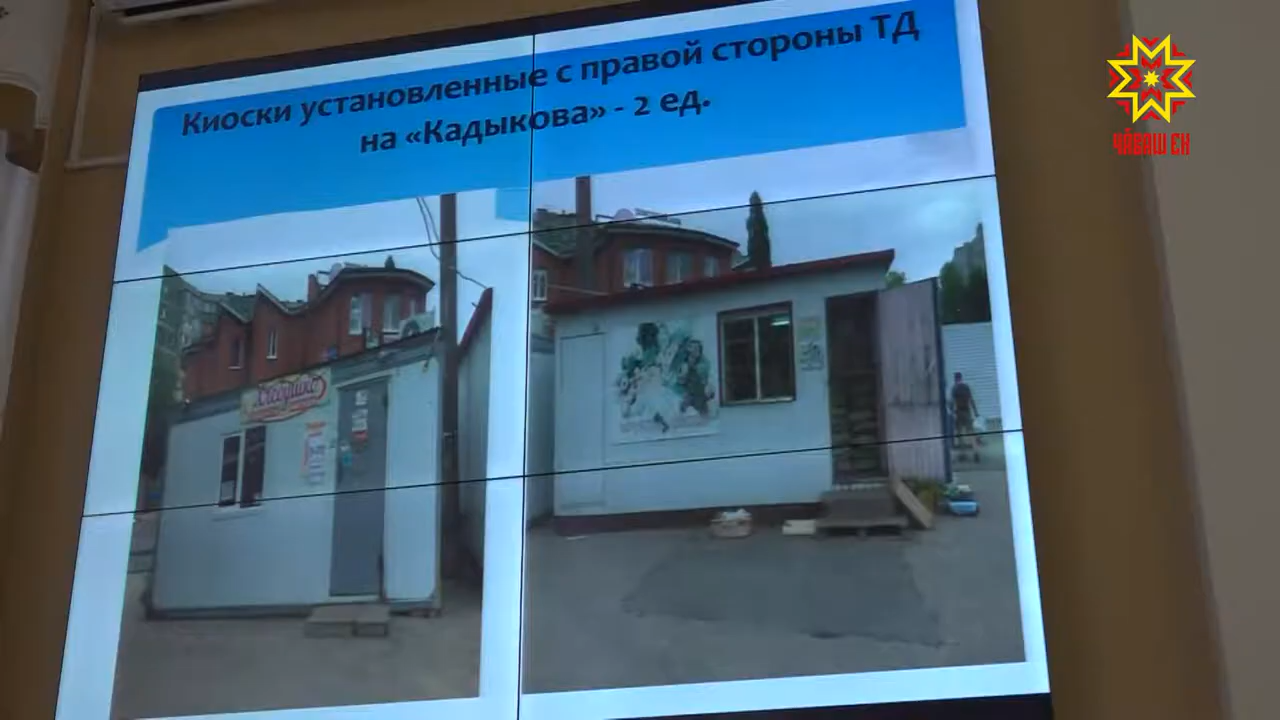 Киоски установленные с правой стороны ТД
на «Кадыкова» - 2 ед.
ЧĂВАШ ЕН